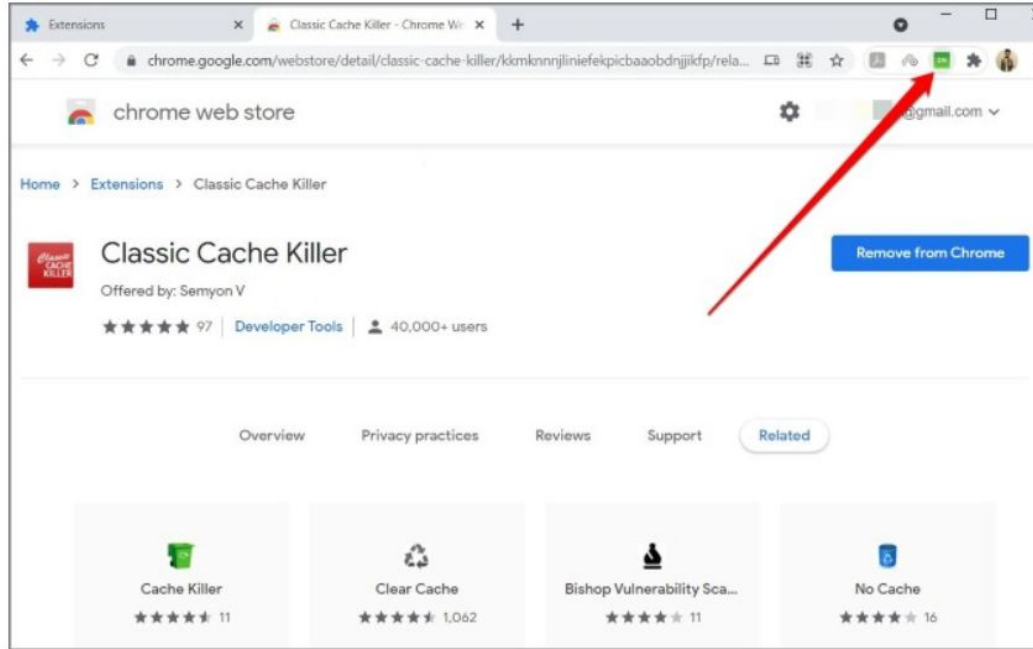 Extensions
Classic Cache Killer - Chrome We
chrome.google.com/webstore/detail/classic-cache-killer/kkmknnnjliniefekpicbaaobdnjjikfp/rela...
chrome web store
@gmail.com
Home > Extensions > Classic Cache Killer
Classic
CACHE
KILLER
Classic Cache Killer
Remove from Chrome
Offered by: Semyon V
97 Developer Tools 40,000+ users
Overview Privacy practices Reviews Support Related
Cache Killer Clear Cache Bishop Vulnerability Sca... No Cache
11 1,062 11 16